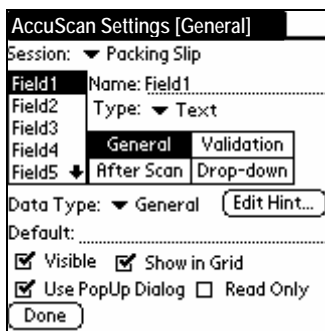 AccuScan Settings [General]
Session: Packing Slip
Field1 Name: Field1
Field2 Type: Text
Field3
Field4 General Validation
Field5 After Scan Drop-down
Data Type: General Edit Hint...
Default:
Visible Show in Grid
Use PopUp Dialog Read Only
Done